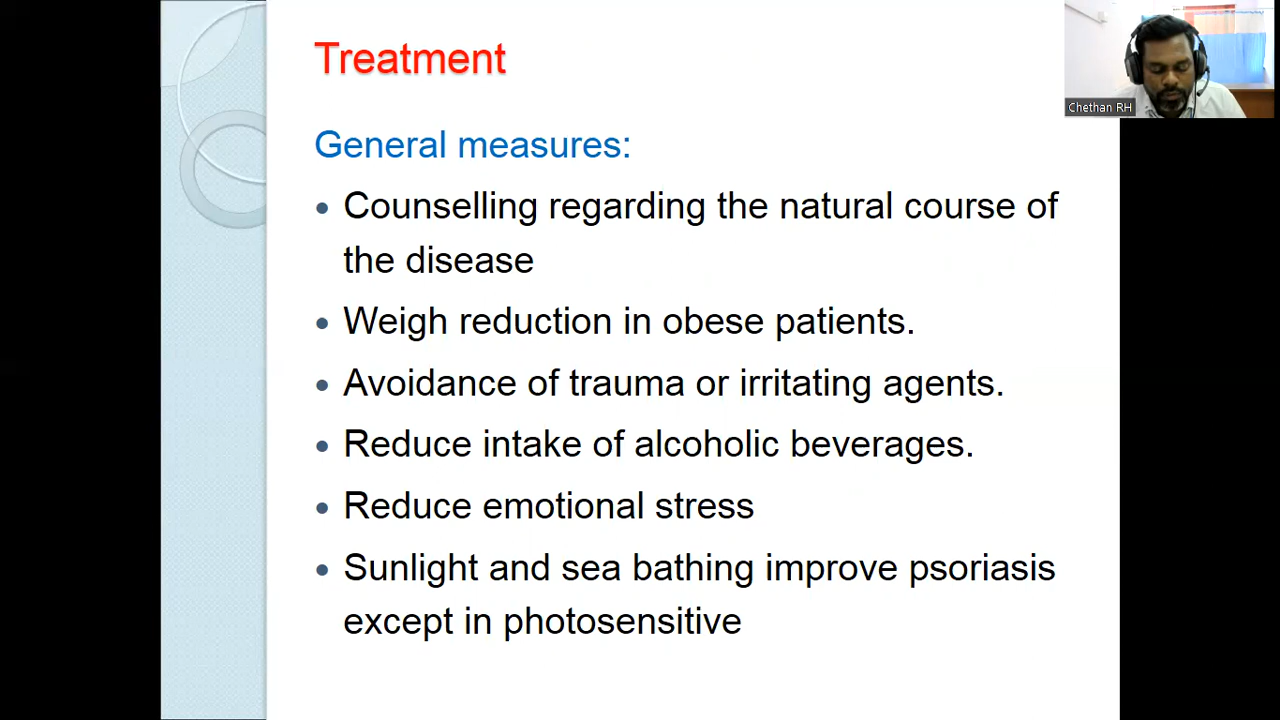 Treatment
Chethan RH
General measures:
• Counselling regarding the natural course of
the disease
• Weigh reduction in obese patients.
• Avoidance of trauma or irritating agents.
• Reduce intake of alcoholic beverages.
• Reduce emotional stress
• Sunlight and sea bathing improve psoriasis
except in photosensitive